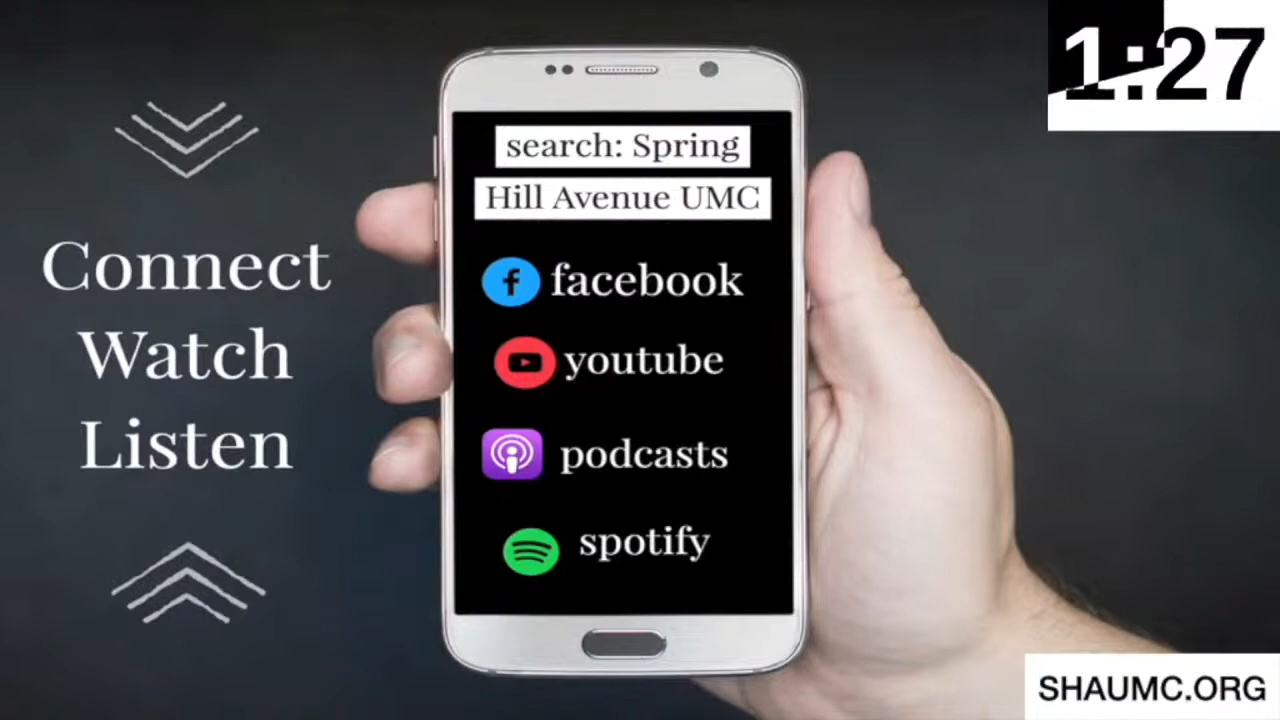 1:27
Connect
Watch
Listen
search: Spring
Hill Avenue UMC
facebook
youtube
podcasts
spotify
SHAUMC.ORG